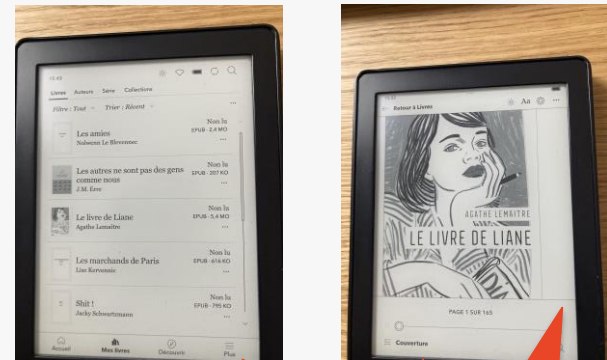 Livres Auteurs Série Collections
Filtre : Tout Trier : Récent
Les amies
Nolwenn Le Blevennec
Non lu
EPUB - 2,4 MO
Les autres ne sont pas des gens
comme nous
J.M. Erre
Non lu
EPUB - 207 KO
Le livre de Liane
Agathe Lemaitre
Non lu
EPUB - 5,4 MO
Les marchands de Paris
Lise Kervennic
Non lu
EPUB - 614 KO
Shit !
Jacky Schwartzmann
Non lu
EPUB - 795 KO
Accueil Mes livres Découvrir Plus
Retour à Livres Aa
AGATHE LEMAITRE
LE LIVRE DE LIANE
PAGE 1 SUR 165
Couverture